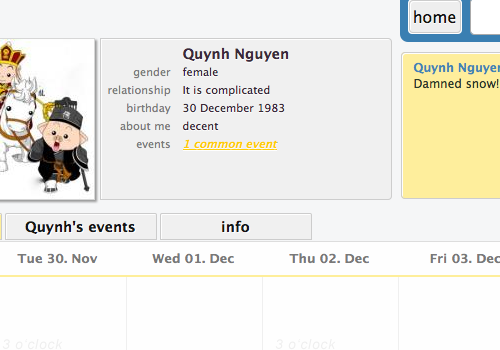 home
Quynh Nguyen
gender female
relationship It is complicated
birthday 30 December 1983
about me decent
events 1 common event
Quynh Nguyen
Damned snow!
Quynh's events
info
Tue 30. Nov
Wed 01. Dec
Thu 02. Dec
Fri 03. Dec
3 o'clock
3 o'clock